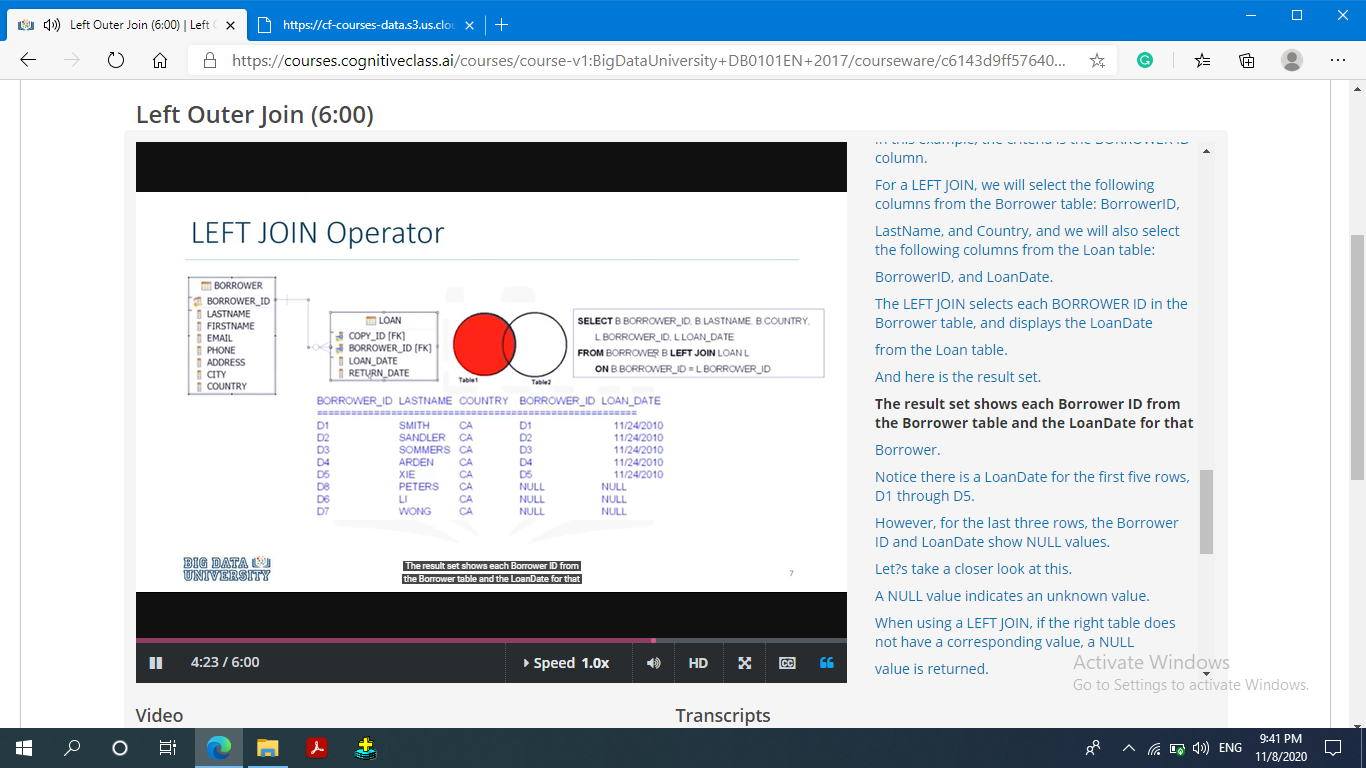 Left Outer Join (6:00) | Left
https://cf-courses-data.s3.us.clou
https://courses.cognitiveclass.ai/courses/course-v1:BigDataUniversity+DB0101EN+2017/courseware/c6143d9ff57640...
Left Outer Join (6:00)
LEFT JOIN Operator
BORROWER
BORROWER_ID
LASTNAME
FIRSTNAME
EMAIL
PHONE
ADDRESS
CITY
COUNTRY
LOAN
COPY_ID [FK]
BORROWER_ID [FK]
LOAN_DATE
RETURN_DATE
Table1
Table2
SELECT B.BORROWER_ID, B.LASTNAME, B.COUNTRY,
L.BORROWER_ID, L.LOAN_DATE
FROM BORROWER B LEFT JOIN LOAN L
ON B.BORROWER_ID = L.BORROWER_ID
BORROWER_ID LASTNAME COUNTRY BORROWER_ID LOAN_DATE
D1 SMITH CA D1 11/24/2010
D2 SANDLER CA D2 11/24/2010
D3 SOMMERS CA D3 11/24/2010
D4 ARDEN CA D4 11/24/2010
D5 XIE CA D5 11/24/2010
D8 PETERS CA NULL NULL
D6 LI CA NULL NULL
D7 WONG CA NULL NULL
BIG DATA
UNIVERSITY
The result set shows each Borrower ID from
the Borrower table and the LoanDate for that
7
4:23 / 6:00
Speed 1.0x
HD
CC
In this example, the criteria is the BORROWER ID
column.
For a LEFT JOIN, we will select the following
columns from the Borrower table: BorrowerID,
LastName, and Country, and we will also select
the following columns from the Loan table:
BorrowerID, and LoanDate.
The LEFT JOIN selects each BORROWER ID in the
Borrower table, and displays the LoanDate
from the Loan table.
And here is the result set.
The result set shows each Borrower ID from
the Borrower table and the LoanDate for that
Borrower.
Notice there is a LoanDate for the first five rows,
D1 through D5.
However, for the last three rows, the Borrower
ID and LoanDate show NULL values.
Let?s take a closer look at this.
A NULL value indicates an unknown value.
When using a LEFT JOIN, if the right table does
not have a corresponding value, a NULL
value is returned.
Activate Windows
Go to Settings to activate Windows.
Video
Transcripts
ENG
9:41 PM
11/8/2020